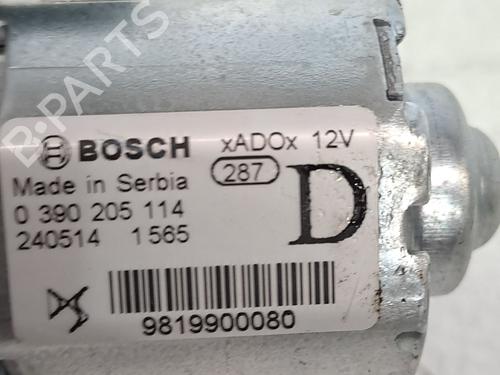 B-PARTS
BOSCH xADOx 12V
Made in Serbia 287
0 390 205 114 D
240514 1 565
9819900080